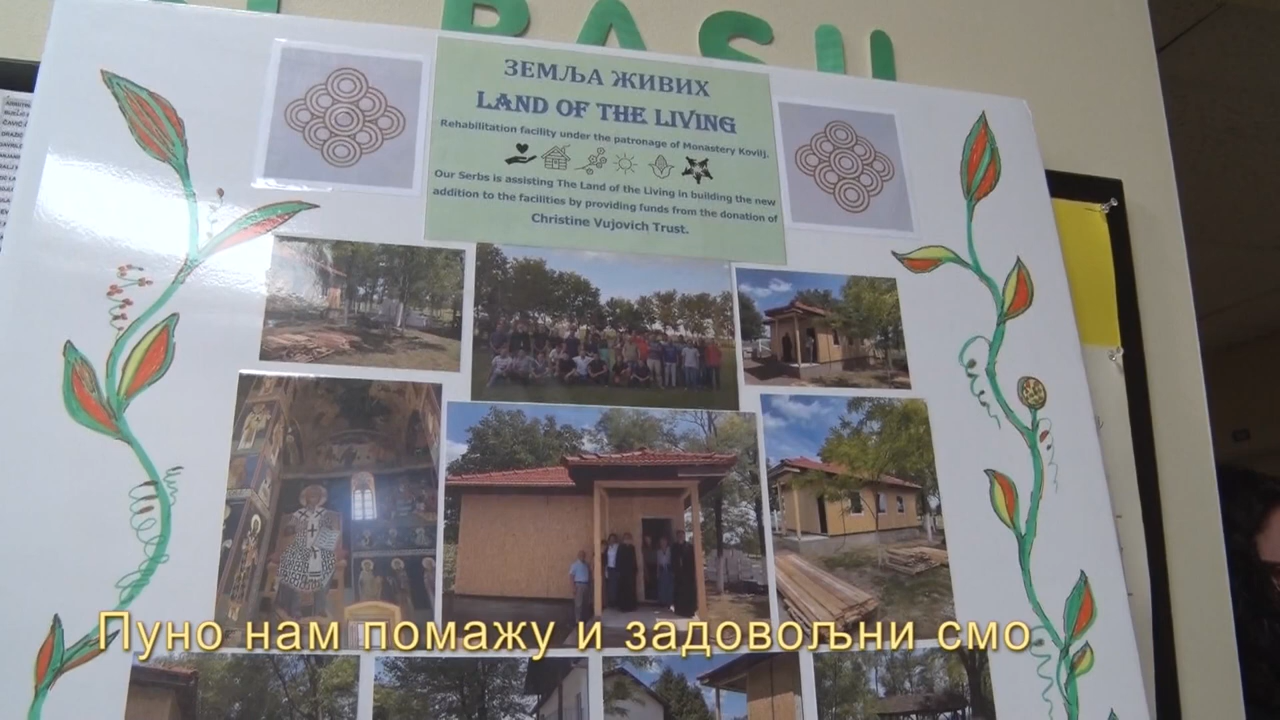 BASIL
ЗЕМЉА ЖИВИХ
LAND OF THE LIVING
Rehabilitation facility under the patronage of Monastery Kovilj.
Our Serbs is assisting The Land of the Living in building the new
addition to the facilities by providing funds from the donation of
Christine Vujovich Trust.
Пуно нам помажу и задовољни смо